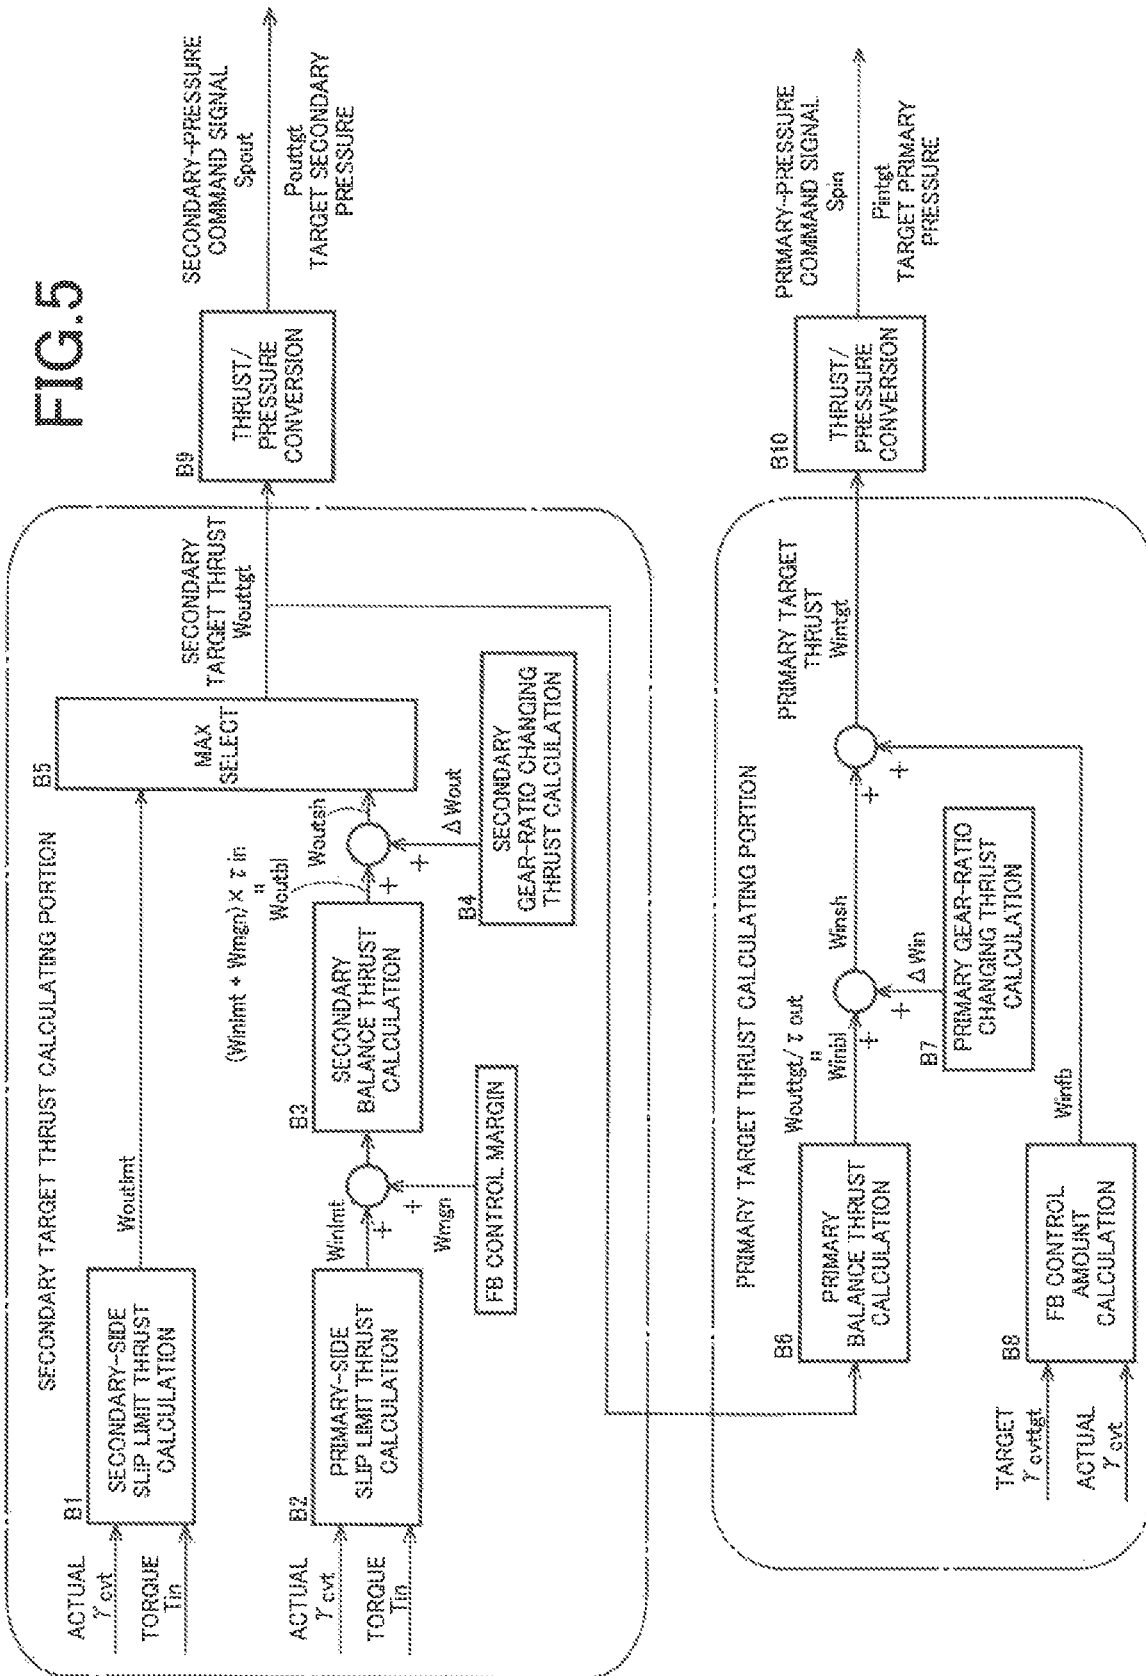 FIG.5
SECONDARY TARGET THRUST CALCULATING PORTION
ACTUAL
γcvt
TORQUE
Tin
B1
SECONDARY-SIDE
SLIP LIMIT THRUST
CALCULATION
Woutlmt
B5
MAX
SELECT
SECONDARY
TARGET THRUST
Wouttgt
B9
THRUST/
PRESSURE
CONVERSION
SECONDARY-PRESSURE
COMMAND SIGNAL
Spout
Pouttgt
TARGET SECONDARY
PRESSURE
ACTUAL
γcvt
TORQUE
Tin
B2
PRIMARY-SIDE
SLIP LIMIT THRUST
CALCULATION
Winlmt
+
+
Wmgn
FB CONTROL MARGIN
B3
SECONDARY
BALANCE THRUST
CALCULATION
(Winlmt + Wmgn) × τ in
"
Woutbl
+
+
Woutsh
ΔWout
B4
SECONDARY
GEAR-RATIO CHANGING
THRUST CALCULATION
PRIMARY TARGET THRUST CALCULATING PORTION
B6
PRIMARY
BALANCE THRUST
CALCULATION
Wouttgt/ τ out
"
Winbl
+
+
ΔWin
B7
PRIMARY GEAR-RATIO
CHANGING THRUST
CALCULATION
Winsh
+
+
PRIMARY TARGET
THRUST
Wintgt
B10
THRUST/
PRESSURE
CONVERSION
PRIMARY-PRESSURE
COMMAND SIGNAL
Spin
Pintgt
TARGET PRIMARY
PRESSURE
TARGET
γcvttgt
ACTUAL
γcvt
B8
FB CONTROL
AMOUNT
CALCULATION
Winfb